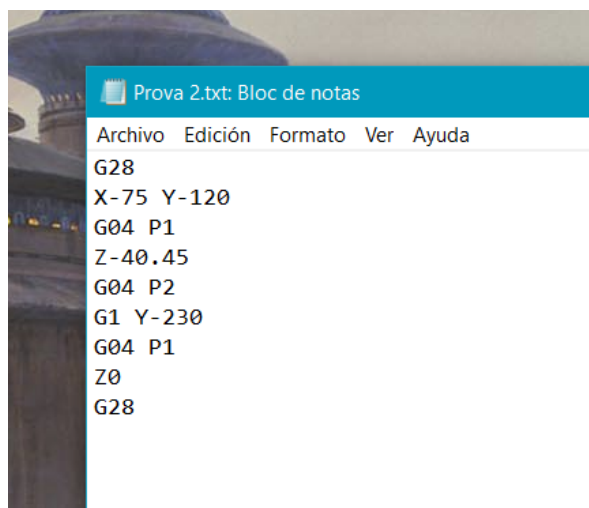 Prova 2.txt: Bloc de notas
Archivo Edición Formato Ver Ayuda
G28
X-75 Y-120
G04 P1
Z-40.45
G04 P2
G1 Y-230
G04 P1
Z0
G28